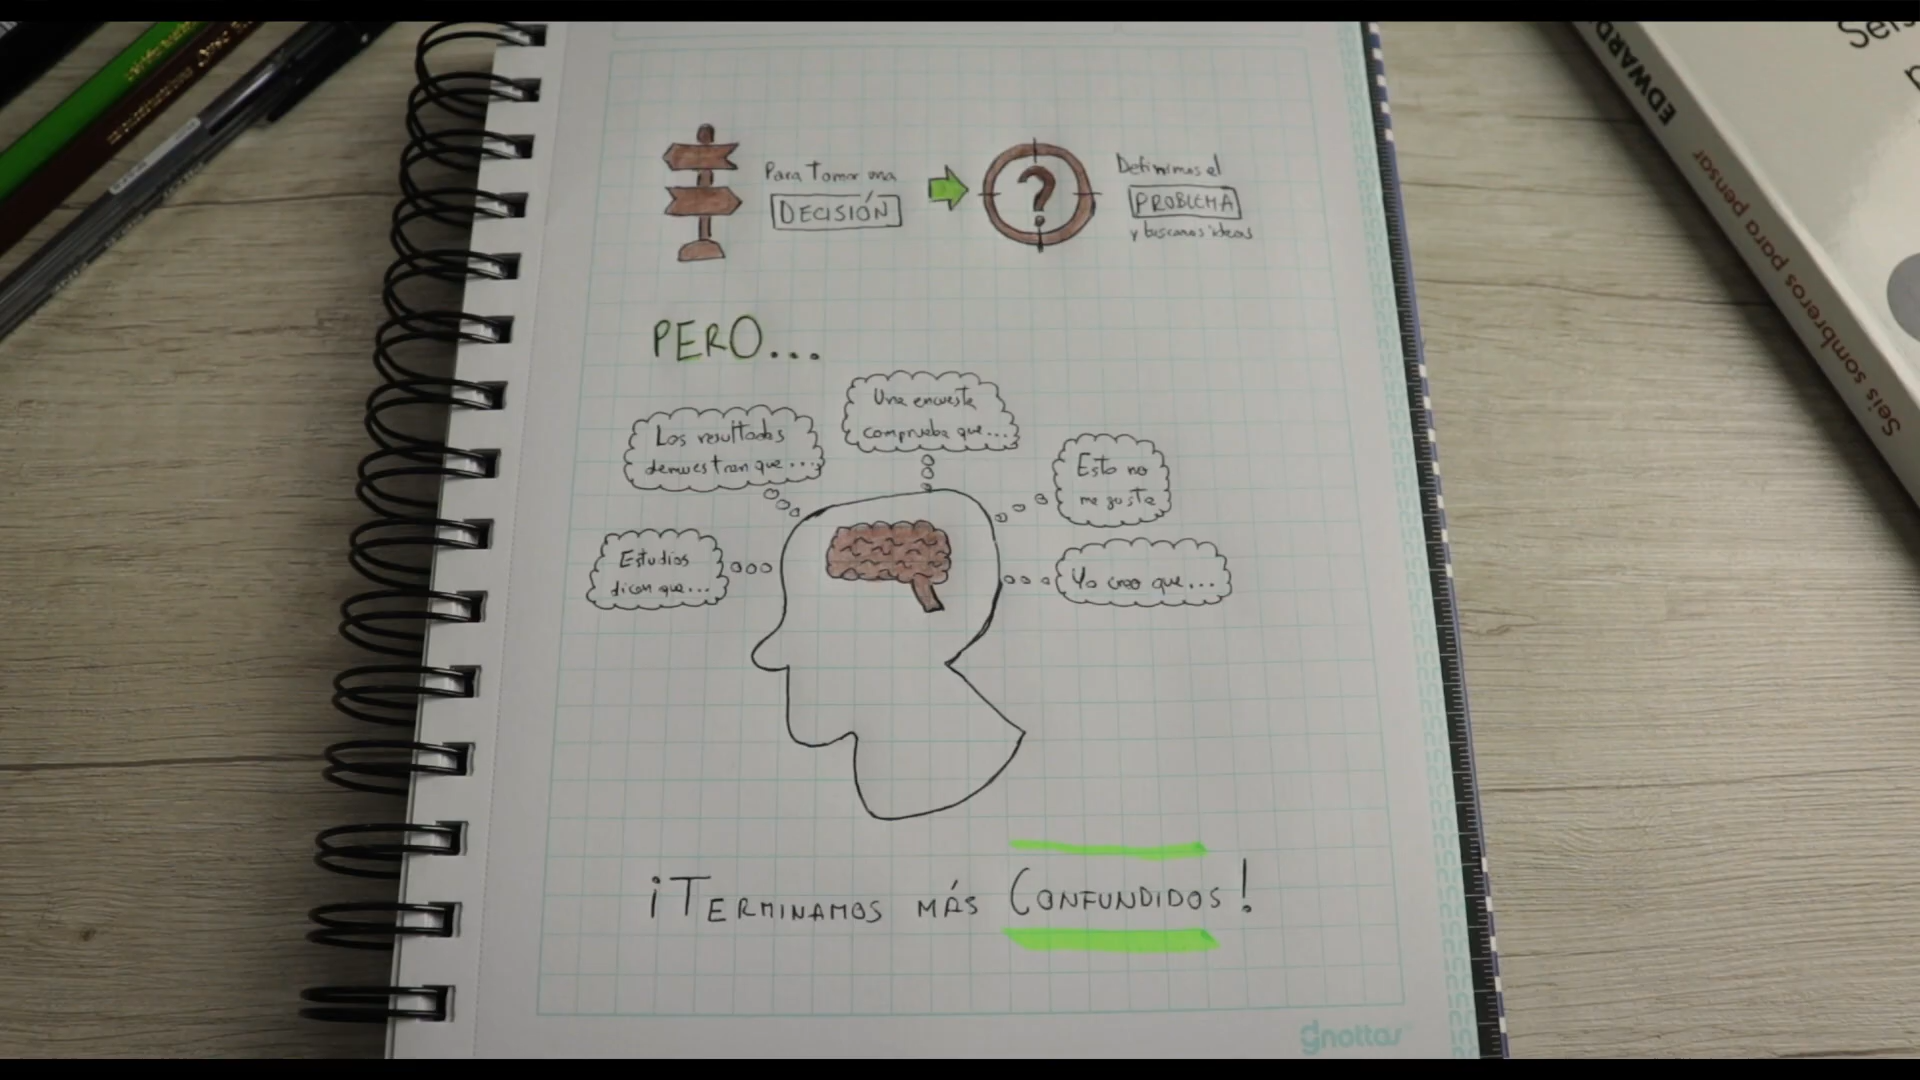 Para Tomar una
DECISIÓN
Definimos el
PROBLEMA
y buscamos ideas
PERO...
Una encuesta
comprueba que...
Los resultados
demuestran que...
Esto no
me gusta
Estudios
dicen que...
Yo creo que...
¡TERMINAMOS MÁS CONFUNDIDOS!
gnottas
EDWARD
Seis sombreros para pensar
Seis